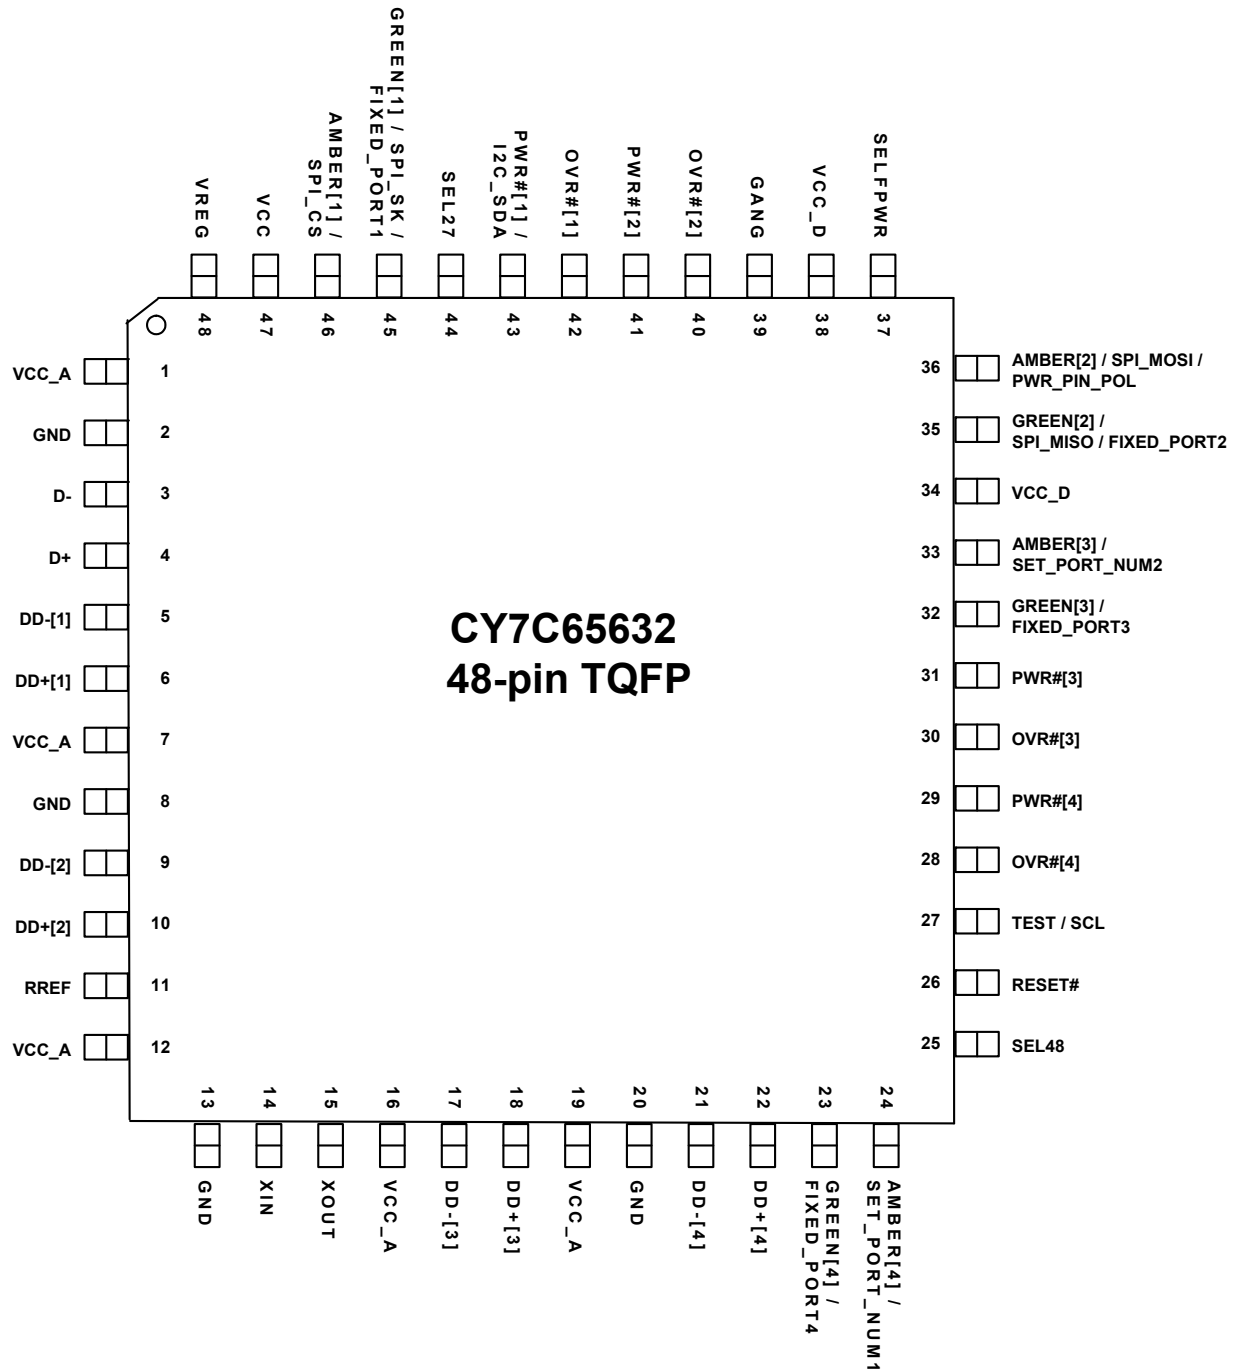 VREG
VCC
AMBER[1] /
SPI_CS
GREEN[1] / SPI_SK /
FIXED_PORT1
SEL27
PWR#[1] /
I2C_SDA
OVR#[1]
PWR#[2]
OVR#[2]
GANG
VCC_D
SELFPWR
48
47
46
45
44
43
42
41
40
39
38
37
VCC_A
1
GND
2
D-
3
D+
4
DD-[1]
5
DD+[1]
6
VCC_A
7
GND
8
DD-[2]
9
DD+[2]
10
RREF
11
VCC_A
12
CY7C65632
48-pin TQFP
36
AMBER[2] / SPI_MOSI /
PWR_PIN_POL
35
GREEN[2] /
SPI_MISO / FIXED_PORT2
34
VCC_D
33
AMBER[3] /
SET_PORT_NUM2
32
GREEN[3] /
FIXED_PORT3
31
PWR#[3]
30
OVR#[3]
29
PWR#[4]
28
OVR#[4]
27
TEST / SCL
26
RESET#
25
SEL48
13
14
15
16
17
18
19
20
21
22
23
24
GND
XIN
XOUT
VCC_A
DD-[3]
DD+[3]
VCC_A
GND
DD-[4]
DD+[4]
GREEN[4] /
FIXED_PORT4
AMBER[4] /
SET_PORT_NUM1